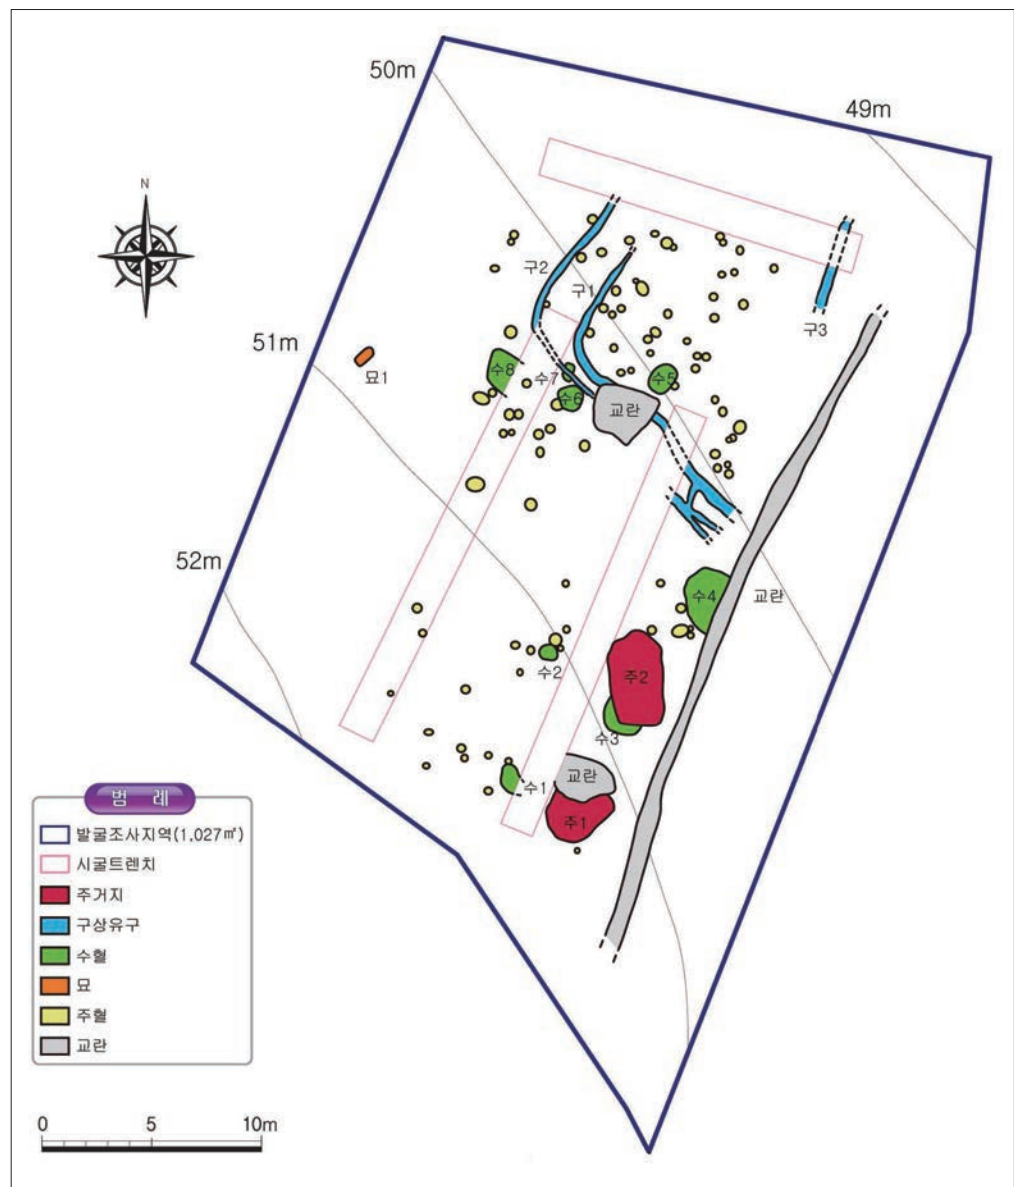 50m
49m
N
구2
구1
구3
51m
묘1
수8
수7
수6
수5
교란
52m
수4
교란
수2
주2
수3
교란
수1
주1
범 례
발굴조사지역(1,027㎡)
시굴트렌치
주거지
구상유구
수혈
묘
주혈
교란
0 5 10m